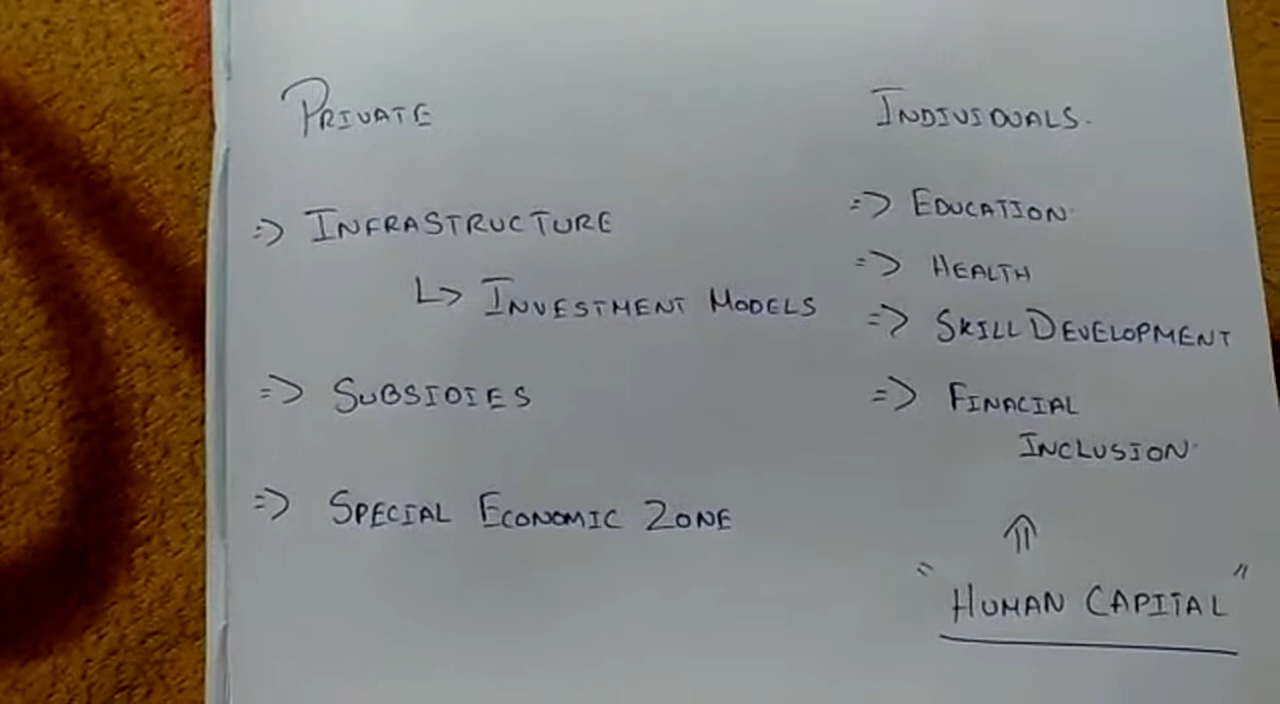 PRIVATE
=> INFRASTRUCTURE
↳ INVESTMENT MODELS
=> SUBSIDIES
=> SPECIAL ECONOMIC ZONE
INDIVIDUALS.
=> EDUCATION
=> HEALTH
=> SKILL DEVELOPMENT
=> FINACIAL
INCLUSION
⇑
"HUMAN CAPITAL"